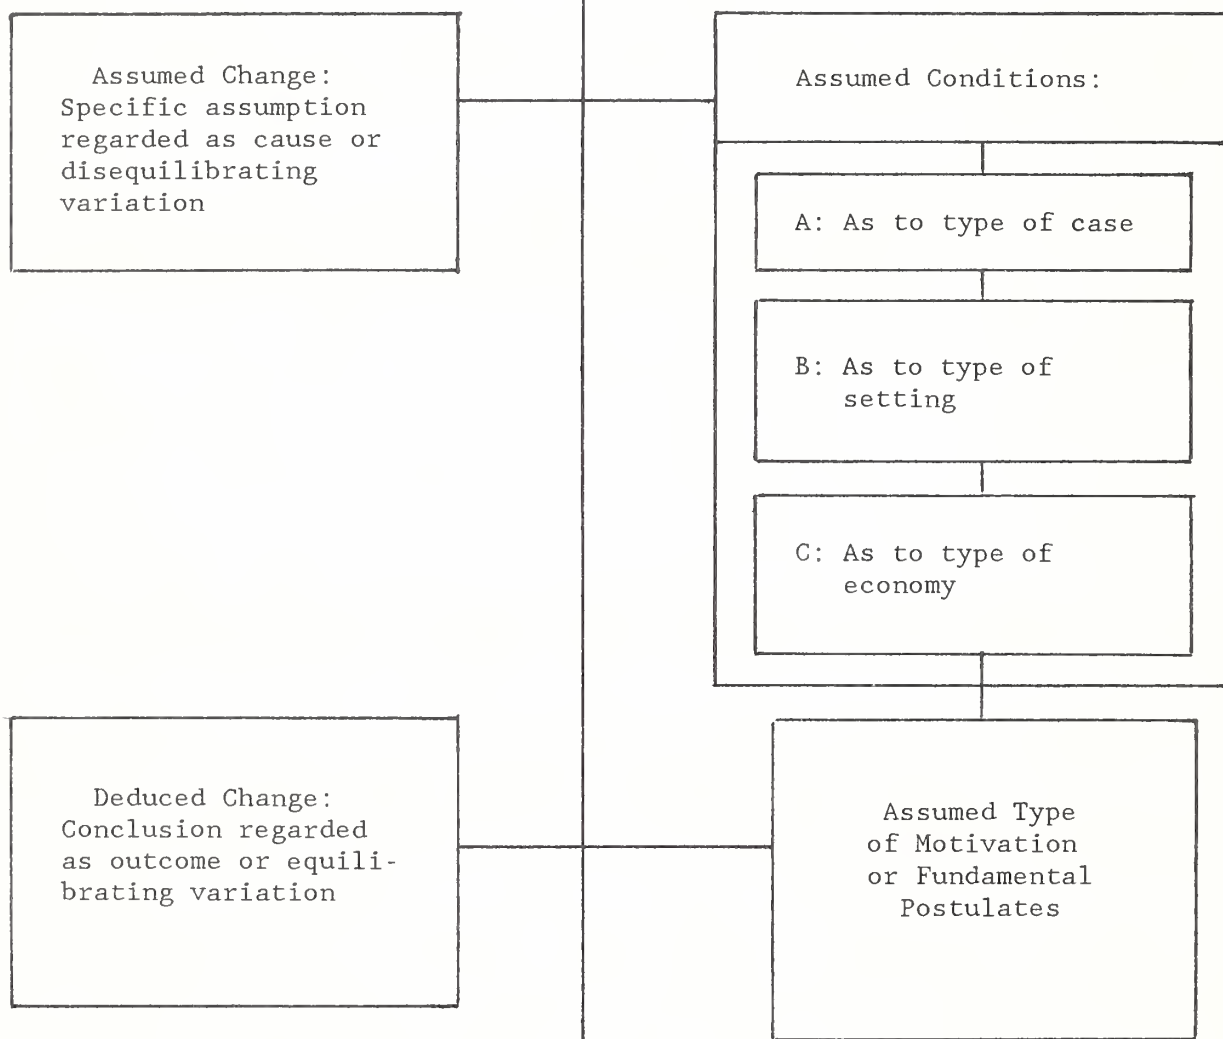 Assumed Change:
Specific assumption
regarded as cause or
disequilibrating
variation
Assumed Conditions:
A: As to type of case
B: As to type of
setting
C: As to type of
economy
Deduced Change:
Conclusion regarded
as outcome or equili-
brating variation
Assumed Type
of Motivation
or Fundamental
Postulates